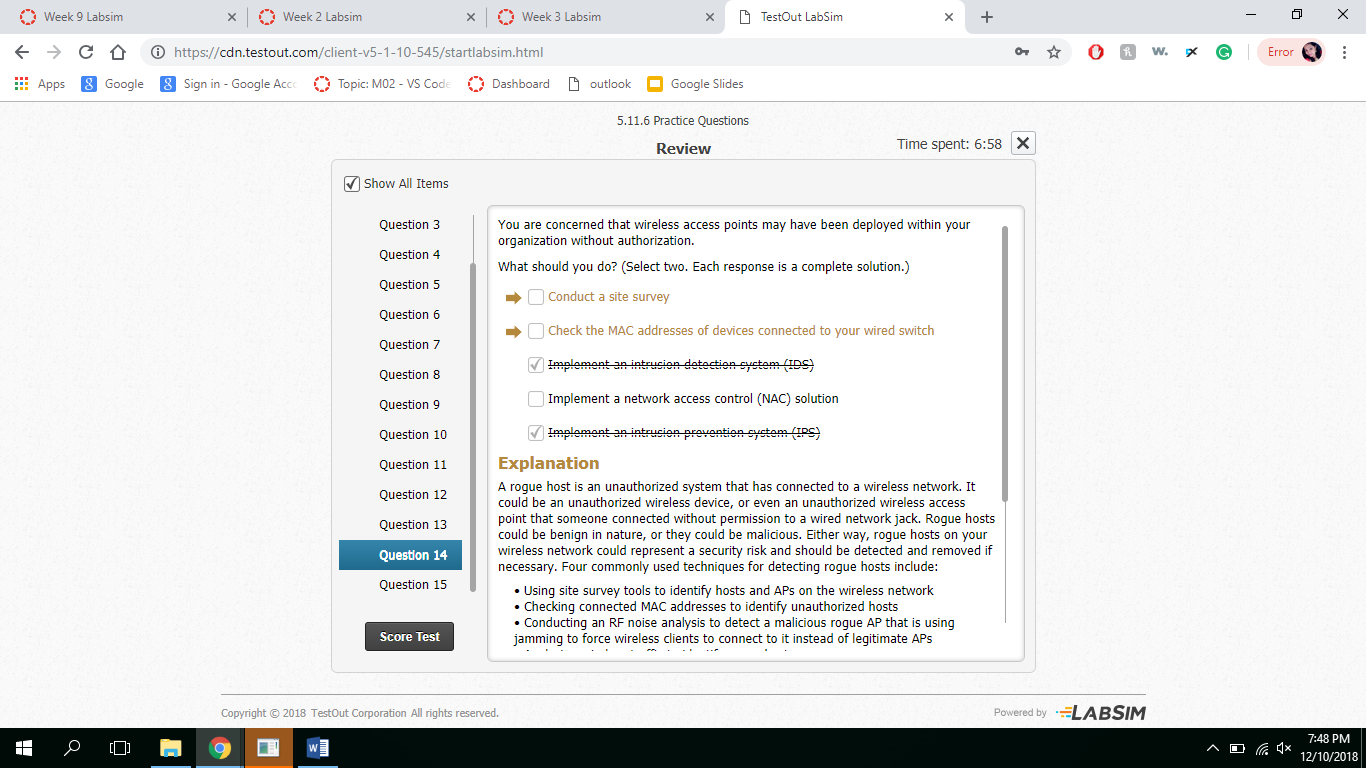 Week 9 Labsim
Week 2 Labsim
Week 3 Labsim
TestOut LabSim
https://cdn.testout.com/client-v5-1-10-545/startlabsim.html
Error
Apps
Google
Sign in - Google Acco
Topic: M02 - VS Code
Dashboard
outlook
Google Slides
5.11.6 Practice Questions
Review
Time spent: 6:58
Show All Items
Question 3
Question 4
Question 5
Question 6
Question 7
Question 8
Question 9
Question 10
Question 11
Question 12
Question 13
Question 14
Question 15
Score Test
You are concerned that wireless access points may have been deployed within your
organization without authorization.
What should you do? (Select two. Each response is a complete solution.)
Conduct a site survey
Check the MAC addresses of devices connected to your wired switch
Implement an intrusion detection system (IDS)
Implement a network access control (NAC) solution
Implement an intrusion prevention system (IPS)
Explanation
A rogue host is an unauthorized system that has connected to a wireless network. It
could be an unauthorized wireless device, or even an unauthorized wireless access
point that someone connected without permission to a wired network jack. Rogue hosts
could be benign in nature, or they could be malicious. Either way, rogue hosts on your
wireless network could represent a security risk and should be detected and removed if
necessary. Four commonly used techniques for detecting rogue hosts include:
• Using site survey tools to identify hosts and APs on the wireless network
• Checking connected MAC addresses to identify unauthorized hosts
• Conducting an RF noise analysis to detect a malicious rogue AP that is using
jamming to force wireless clients to connect to it instead of legitimate APs
Copyright © 2018 TestOut Corporation All rights reserved.
Powered by LABSIM
7:48 PM
12/10/2018